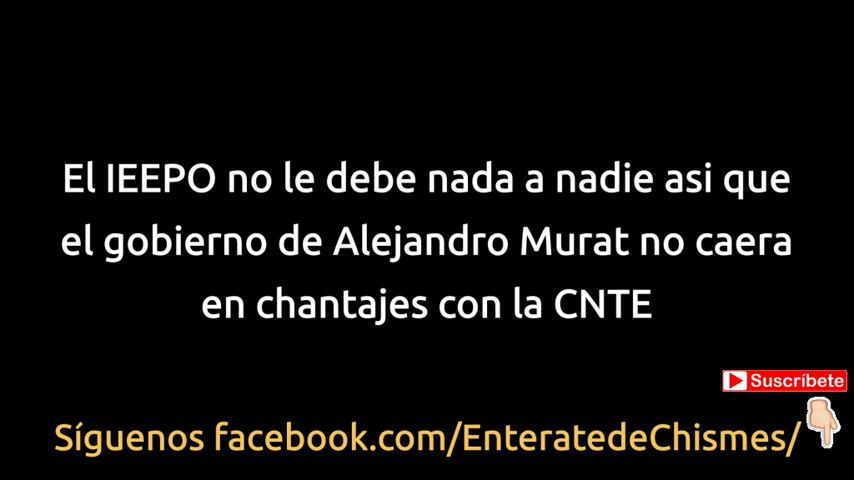 El IEEPO no le debe nada a nadie asi que
el gobierno de Alejandro Murat no caera
en chantajes con la CNTE
Suscríbete
Síguenos facebook.com/EnteratedeChismes/